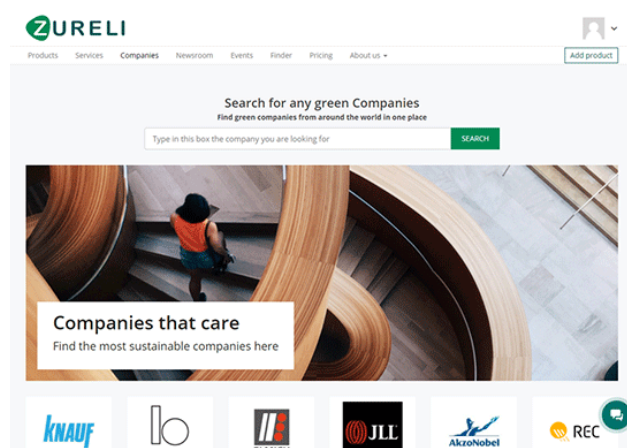 ZURELI
Products Services Companies Newsroom Events Finder Pricing About us
Add product
Search for any green Companies
Find green companies from around the world in one place
Type in this box the company you are looking for
SEARCH
Companies that care
Find the most sustainable companies here
KNAUF
JLL
AkzoNobel
REC